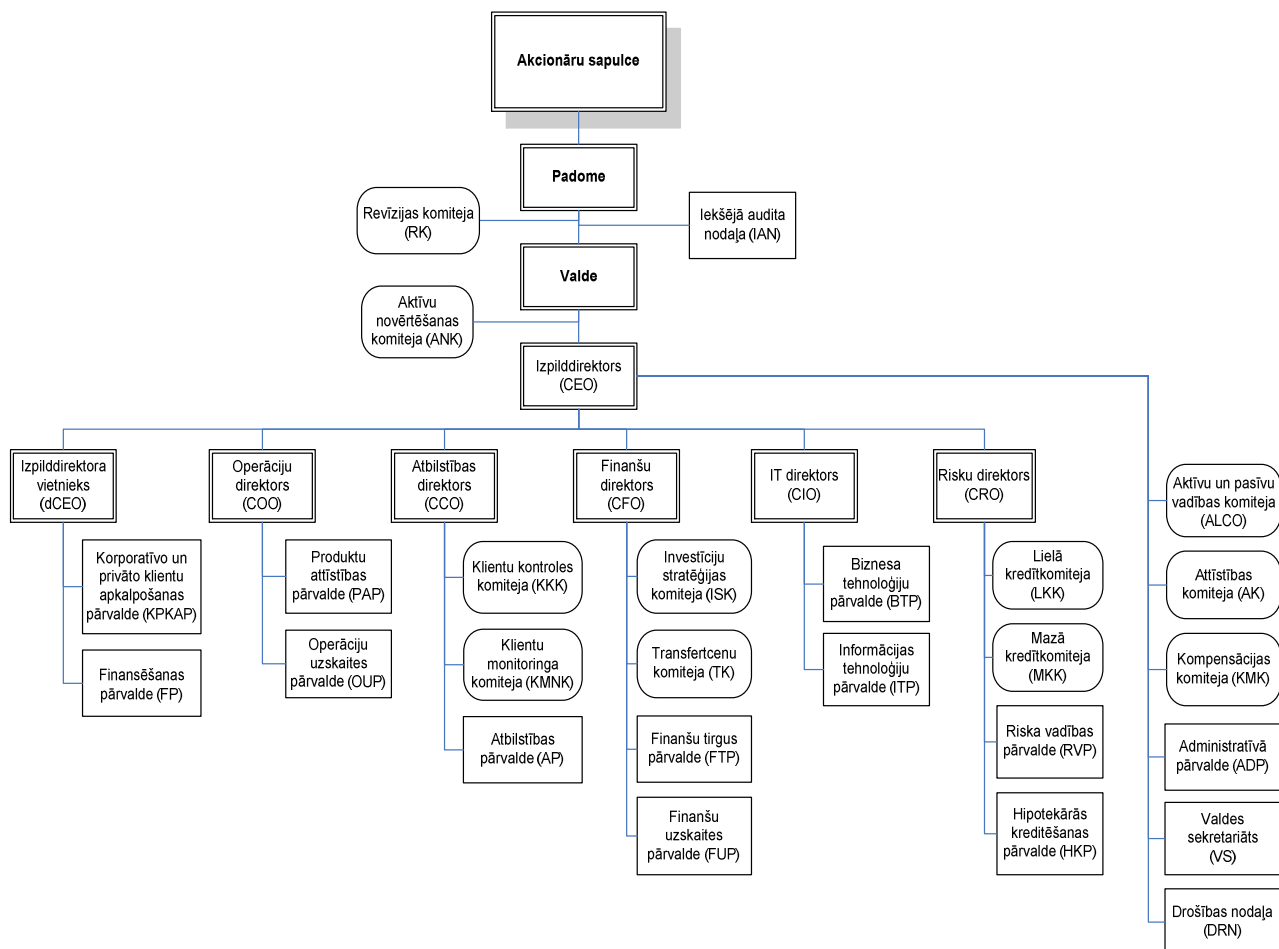 Akcionāru sapulce
Padome
Revīzijas komiteja
(RK)
Iekšējā audita
nodaļa (IAN)
Valde
Aktīvu
novērtēšanas
komiteja (ANK)
Izpilddirektors
(CEO)
Izpilddirektora
vietnieks
(dCEO)
Operāciju
direktors
(COO)
Atbilstības
direktors
(CCO)
Finanšu
direktors
(CFO)
IT direktors
(CIO)
Risku direktors
(CRO)
Korporatīvo un
privāto klientu
apkalpošanas
pārvalde (KPKAP)
Finansēšanas
pārvalde (FP)
Produktu
attīstības
pārvalde (PAP)
Operāciju
uzskaites
pārvalde (OUP)
Klientu kontroles
komiteja (KKK)
Klientu
monitoringa
komiteja (KMNK)
Atbilstības
pārvalde (AP)
Investīciju
stratēģijas
komiteja (ISK)
Transfertcenu
komiteja (TK)
Finanšu tirgus
pārvalde (FTP)
Finanšu
uzskaites
pārvalde (FUP)
Biznesa
tehnoloģiju
pārvalde (BTP)
Informācijas
tehnoloģiju
pārvalde (ITP)
Lielā
kredītkomiteja
(LKK)
Mazā
kredītkomiteja
(MKK)
Riska vadības
pārvalde (RVP)
Hipotekārās
kreditēšanas
pārvalde (HKP)
Aktīvu un pasīvu
vadības komiteja
(ALCO)
Attīstības
komiteja (AK)
Kompensācijas
komiteja (KMK)
Administratīvā
pārvalde (ADP)
Valdes
sekretariāts
(VS)
Drošības nodaļa
(DRN)